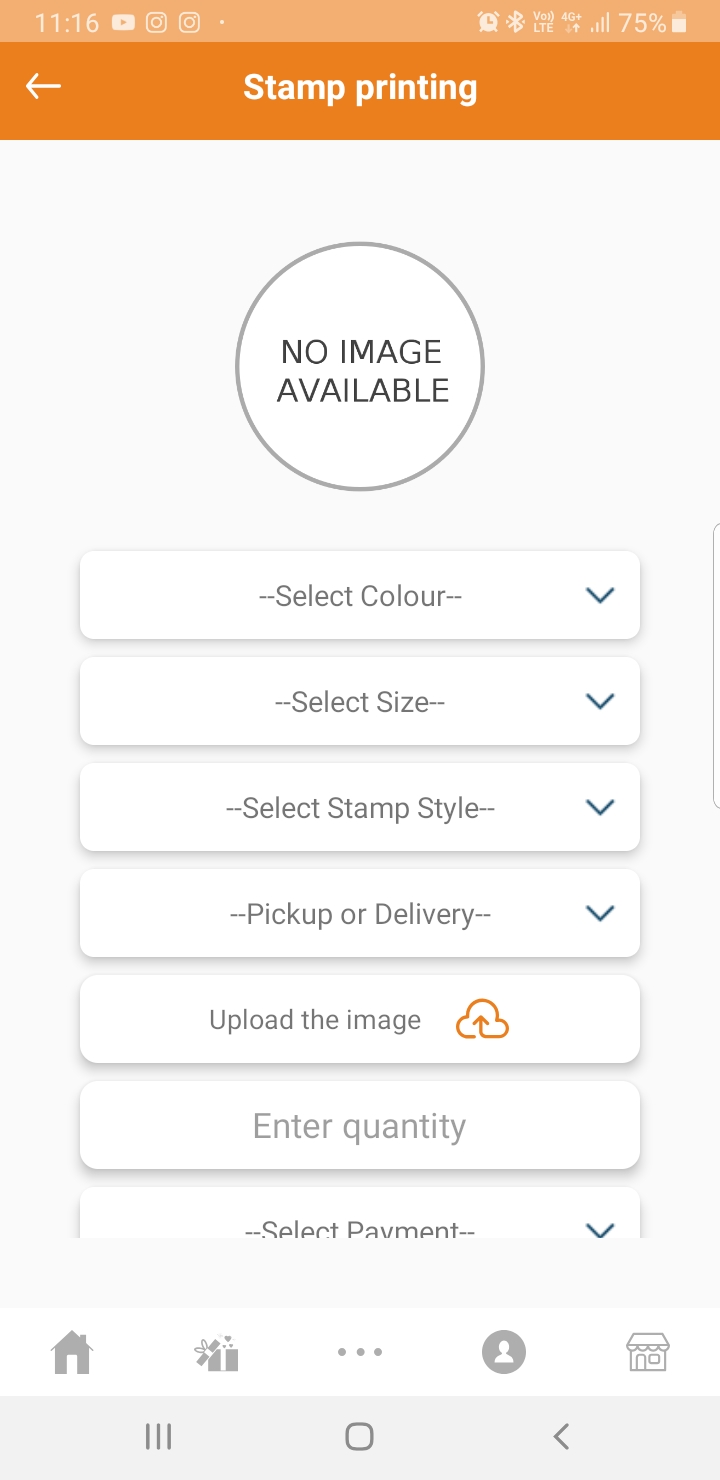 11:16
Vo) 4G+ 75%
LTE
Stamp printing
NO IMAGE
AVAILABLE
--Select Colour--
--Select Size--
--Select Stamp Style--
--Pickup or Delivery--
Upload the image
Enter quantity
--Select Payment--